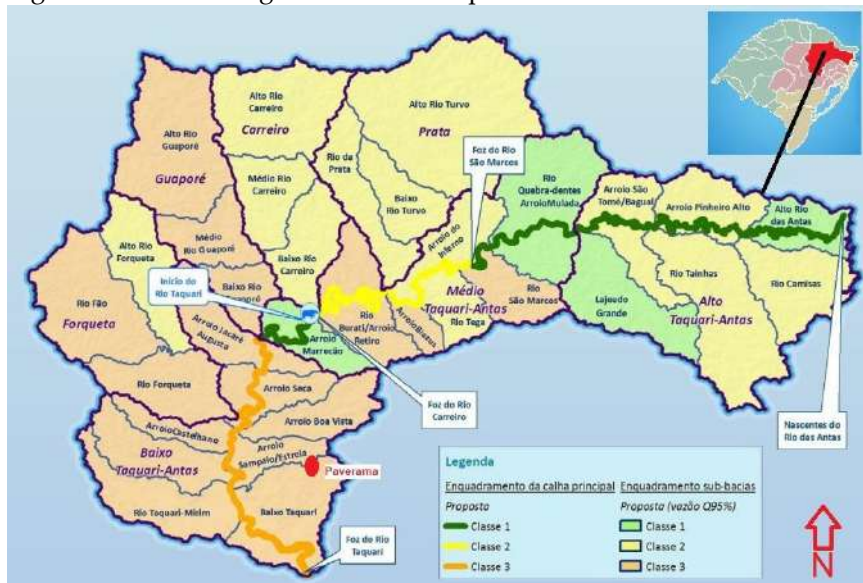 Alto Rio
Carreiro
Carreiro
Alto Rio Turvo
Prata
Alto Rio
Guaporé
Guaporé
Rio da
Prata
Foz do Rio
São Marcos
Médio
Rio Carreiro
Baixo
Rio Turvo
Rio
Quebra-dentes
Arroio Mulada
Arroio São
Tomé/Bagual
Arroio Pinheiro Alto
Alto Rio
das Antas
Médio
Rio Guaporé
Alto Rio
Forqueta
Baixo Rio
Carreiro
Arroio do
Inferno
Início do
Rio Taquari
Baixo Rio
Rio Tainhas
Rio Camisas
Rio Fão
Forqueta
Médio
Taquari-Antas
Rio
São Marcos
Lajeado
Grande
Alto
Taquari-Antas
Rio
Burati/Arroio
Retiro
Rio Tega
Arroio Jacaré
Augusta
Arroio
Marrecão
Rio Forqueta
Arroio Seca
Foz do Rio
Carreiro
Nascentes do
Rio das Antas
Arroio Castelhano
Arroio Boa Vista
Baixo
Taquari-Antas
Arroio
Sampaio/Estrela
Paverama
Rio Taquari-Mirim
Baixo Taquari
Foz do Rio
Taquari
Legenda
Enquadramento da calha principal
Proposta
Classe 1
Classe 2
Classe 3
Enquadramento sub-bacias
Proposta (vazão Q95%)
Classe 1
Classe 2
Classe 3
N